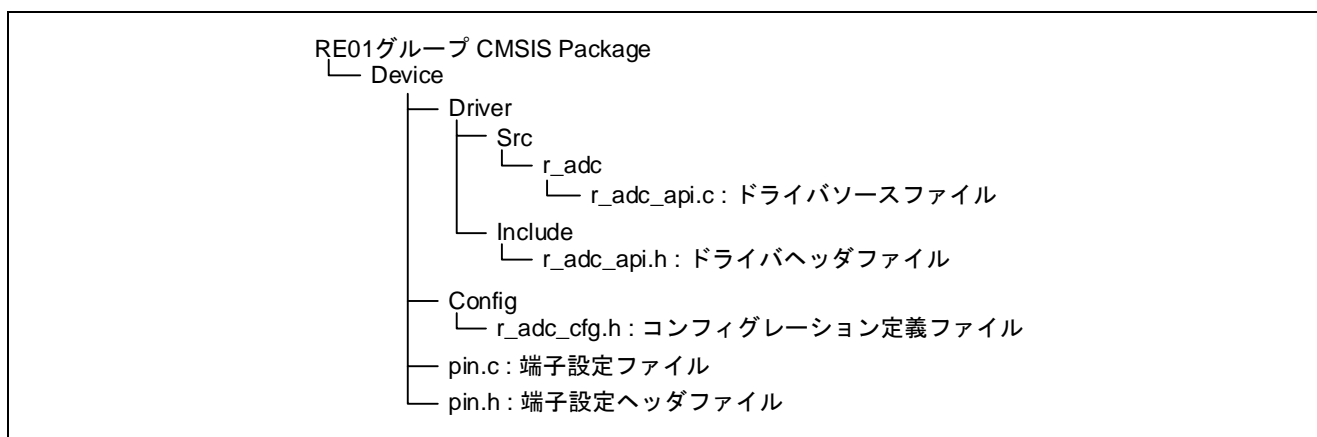 RE01グループ CMSIS Package
Device
Driver
Src
r_adc
r_adc_api.c : ドライバソースファイル
Include
r_adc_api.h : ドライバヘッダファイル
Config
r_adc_cfg.h : コンフィグレーション定義ファイル
pin.c : 端子設定ファイル
pin.h : 端子設定ヘッダファイル